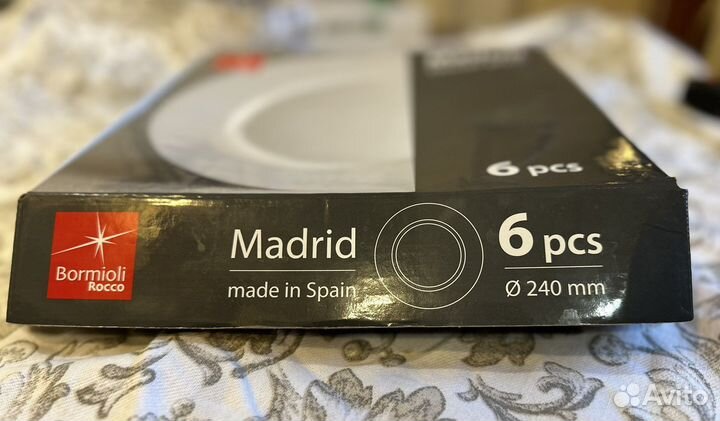 6 pcs
Bormioli
Rocco
Madrid
made in Spain
6 pcs
Ø 240 mm
Avito